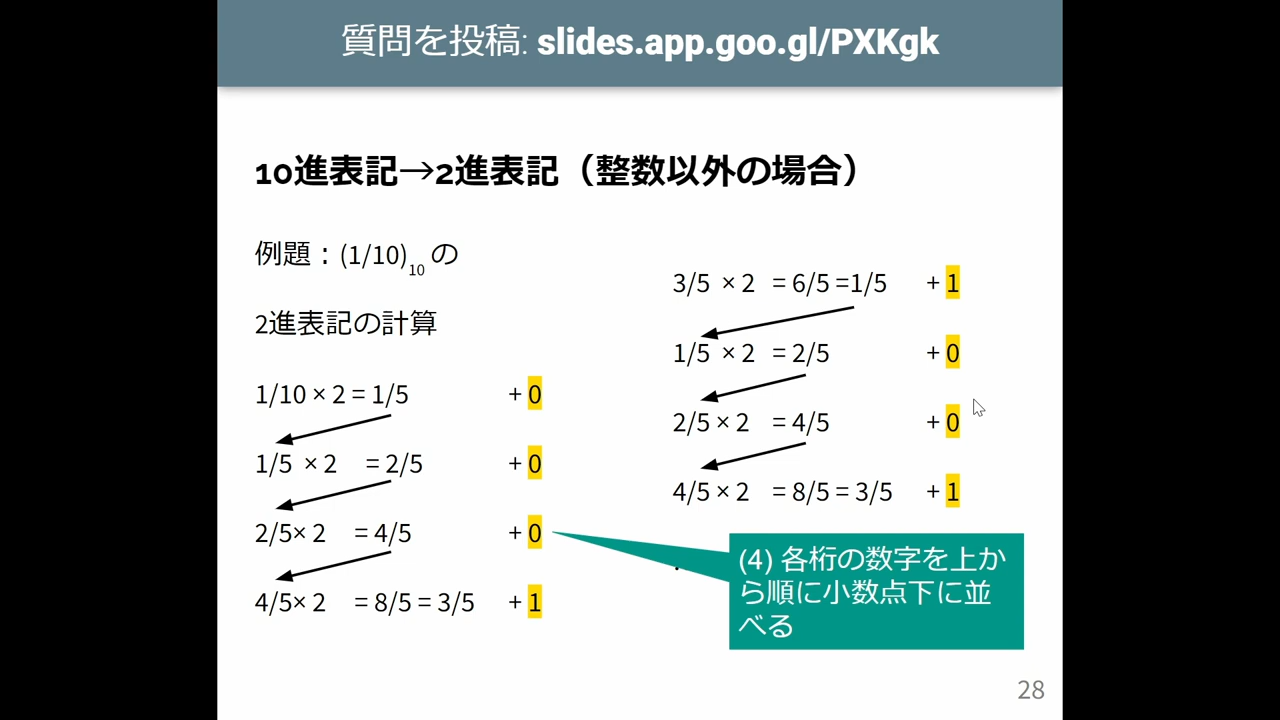 質問を投稿: slides.app.goo.gl/PXKgk
10進表記→2進表記（整数以外の場合）
例題：(1/10)10 の
2進表記の計算
1/10 × 2 = 1/5 + 0
1/5 × 2 = 2/5 + 0
2/5× 2 = 4/5 + 0
4/5× 2 = 8/5 = 3/5 + 1
3/5 × 2 = 6/5 =1/5 + 1
1/5 × 2 = 2/5 + 0
2/5 × 2 = 4/5 + 0
4/5 × 2 = 8/5 = 3/5 + 1
(4) 各桁の数字を上か
ら順に小数点下に並
べる
28